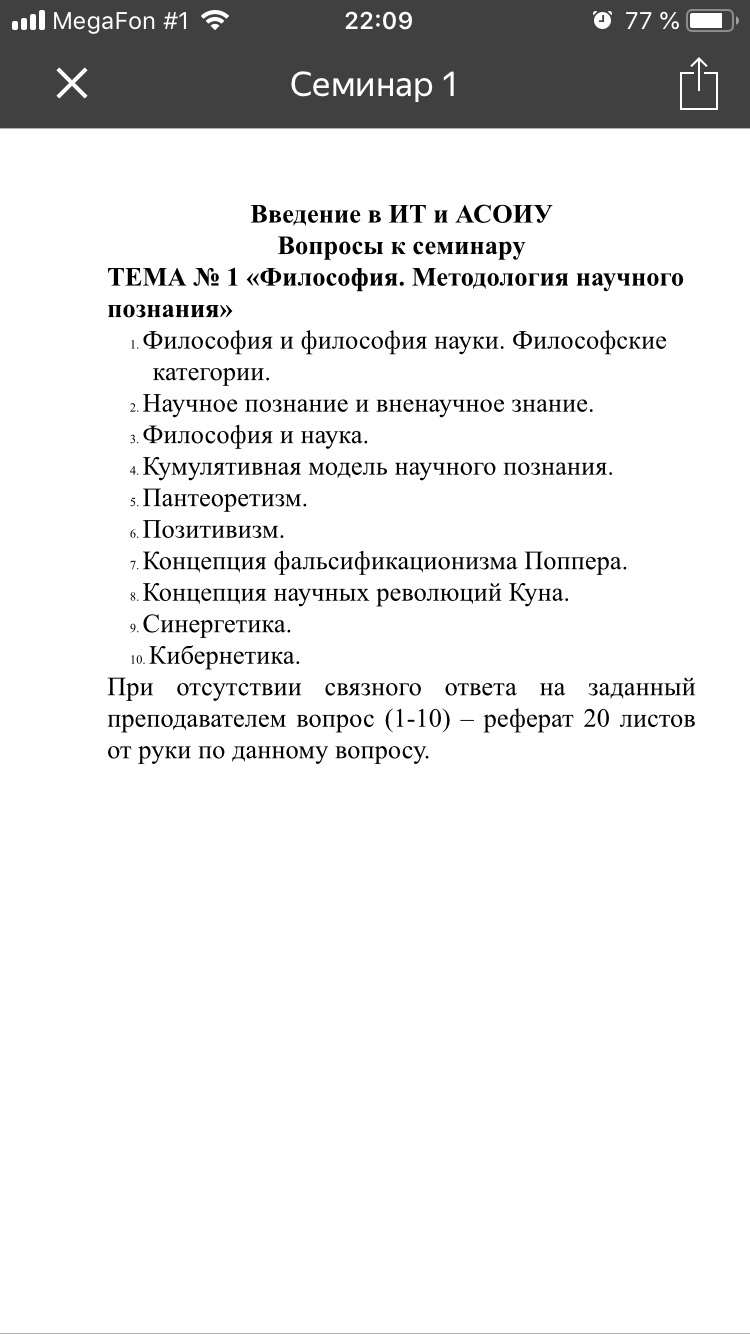 MegaFon #1 22:09 77 %
Семинар 1
Введение в ИТ и АСОИУ
Вопросы к семинару
ТЕМА № 1 «Философия. Методология научного
познания»
1. Философия и философия науки. Философские
категории.
2. Научное познание и вненаучное знание.
3. Философия и наука.
4. Кумулятивная модель научного познания.
5. Пантеоретизм.
6. Позитивизм.
7. Концепция фальсификационизма Поппера.
8. Концепция научных революций Куна.
9. Синергетика.
10. Кибернетика.
При отсутствии связного ответа на заданный
преподавателем вопрос (1-10) – реферат 20 листов
от руки по данному вопросу.